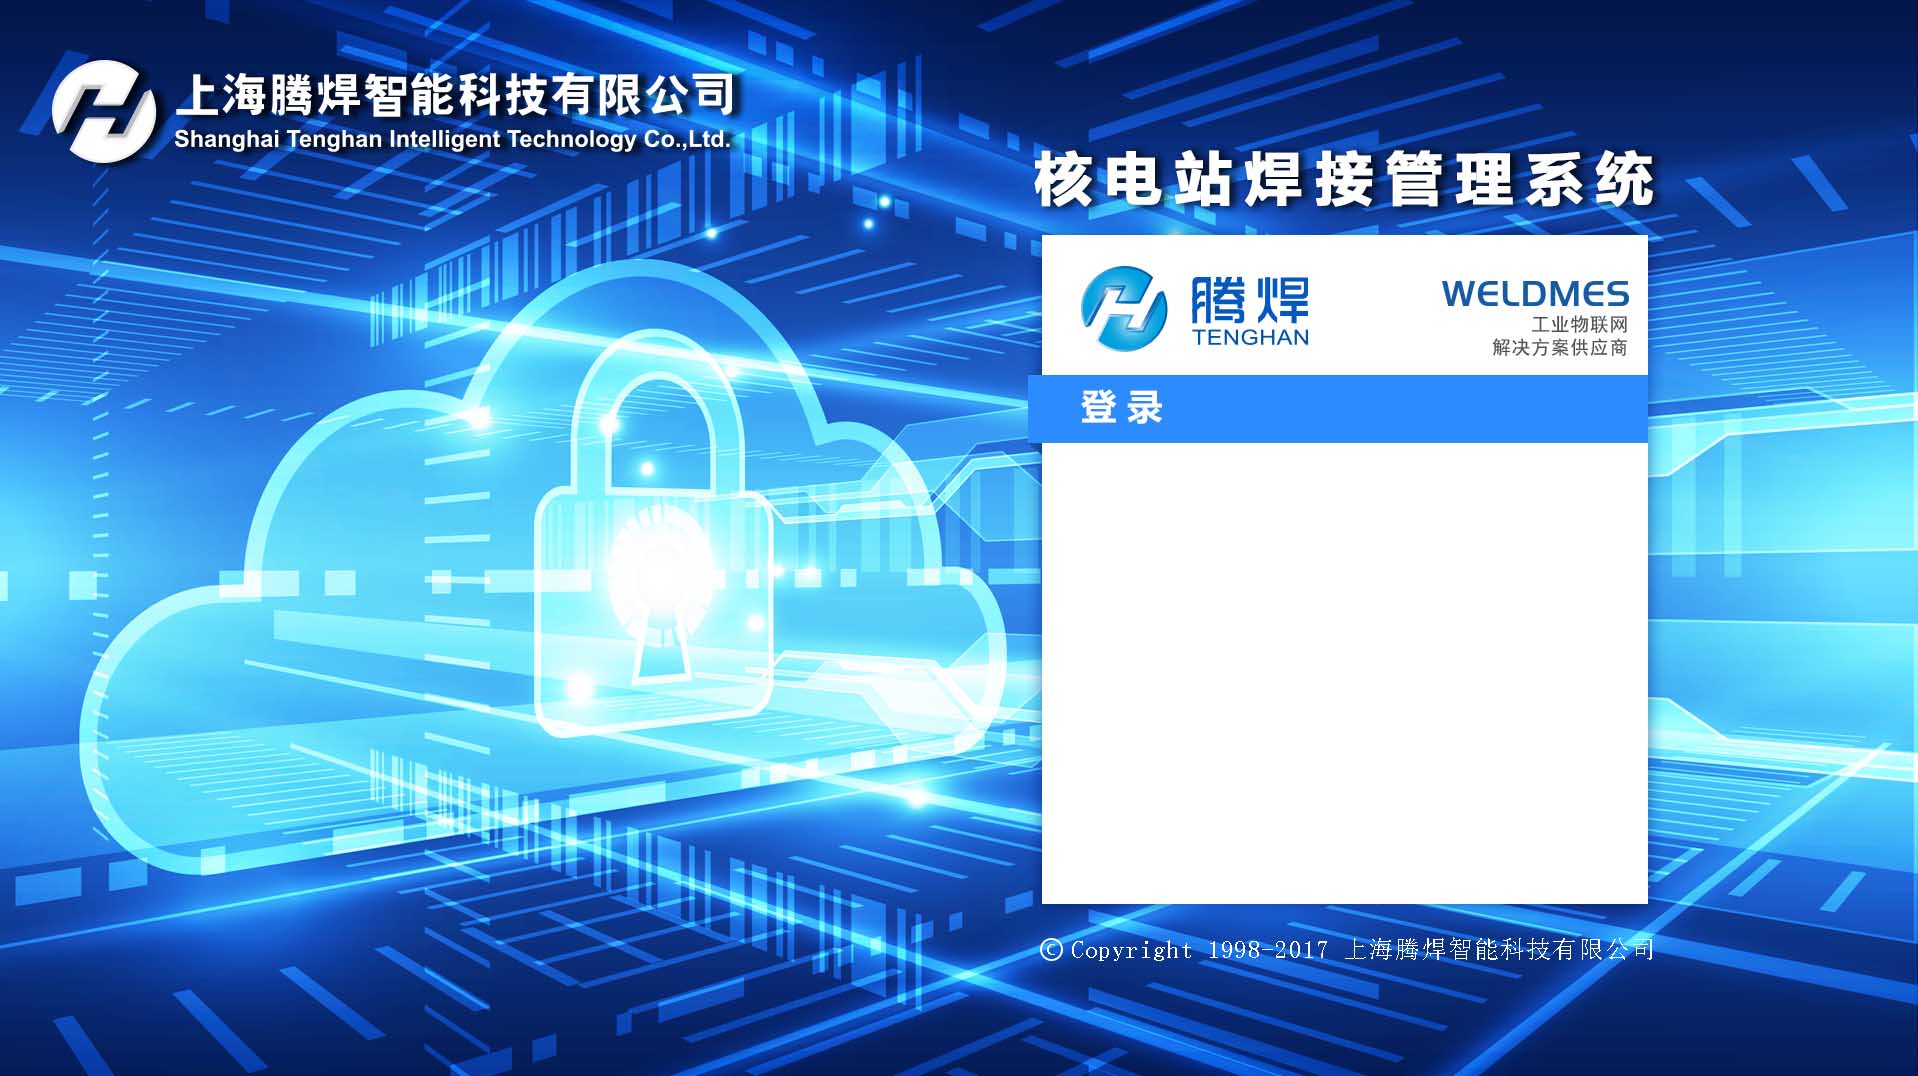 上海腾焊智能科技有限公司
Shanghai Tenghan Intelligent Technology Co.,Ltd.
核电站焊接管理系统
腾焊
TENGHAN
WELDMES
工业物联网
解决方案供应商
登录
© Copyright 1998-2017 上海腾焊智能科技有限公司